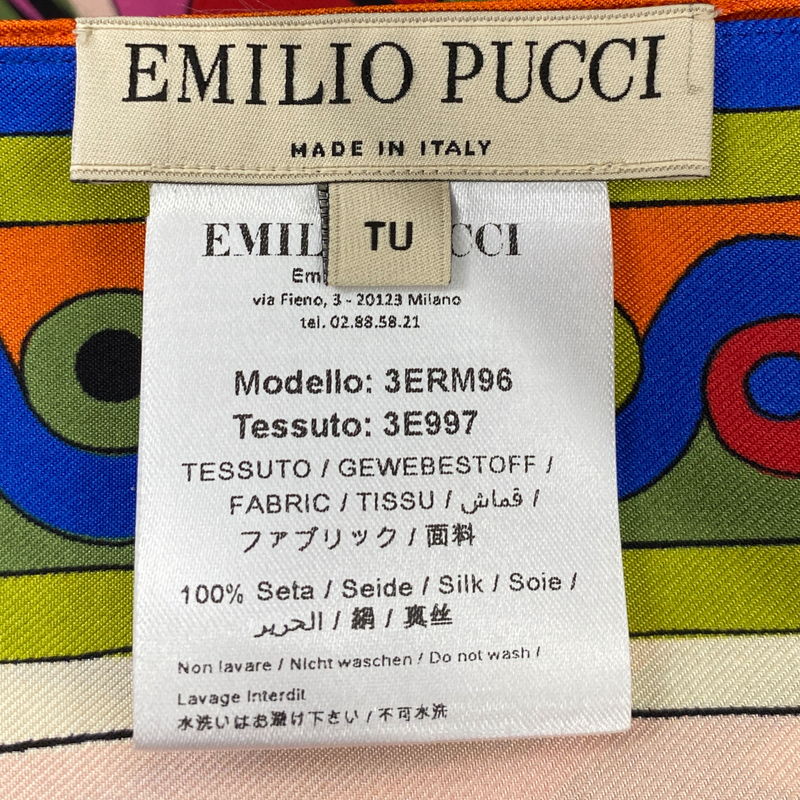 EMILIO PUCCI
MADE IN ITALY
TU
EMIL CCI
Em
via Fieno, 3 - 20123 Milano
tel. 02.88.58.21
Modello: 3ERM96
Tessuto: 3E997
TESSUTO / GEWEBESTOFF /
FABRIC / TISSU / قماش /
ファブリック / 面料
100% Seta / Seide / Silk / Soie /
الحرير / 絹 / 真丝
Non lavare / Nicht waschen / Do not wash /
Lavage Interdit
水洗いはお避け下さい / 不可水洗